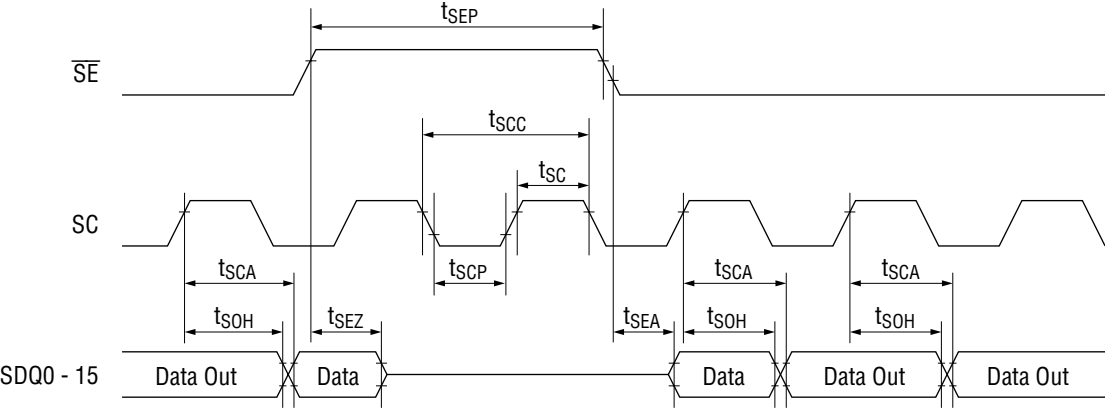 tSEP
SE
tSCC
tSC
SC
tSCA tSCP tSCA tSCA
tSOH tSEZ tSEA tSOH tSOH
SDQ0 - 15 Data Out Data Data Data Out Data Out